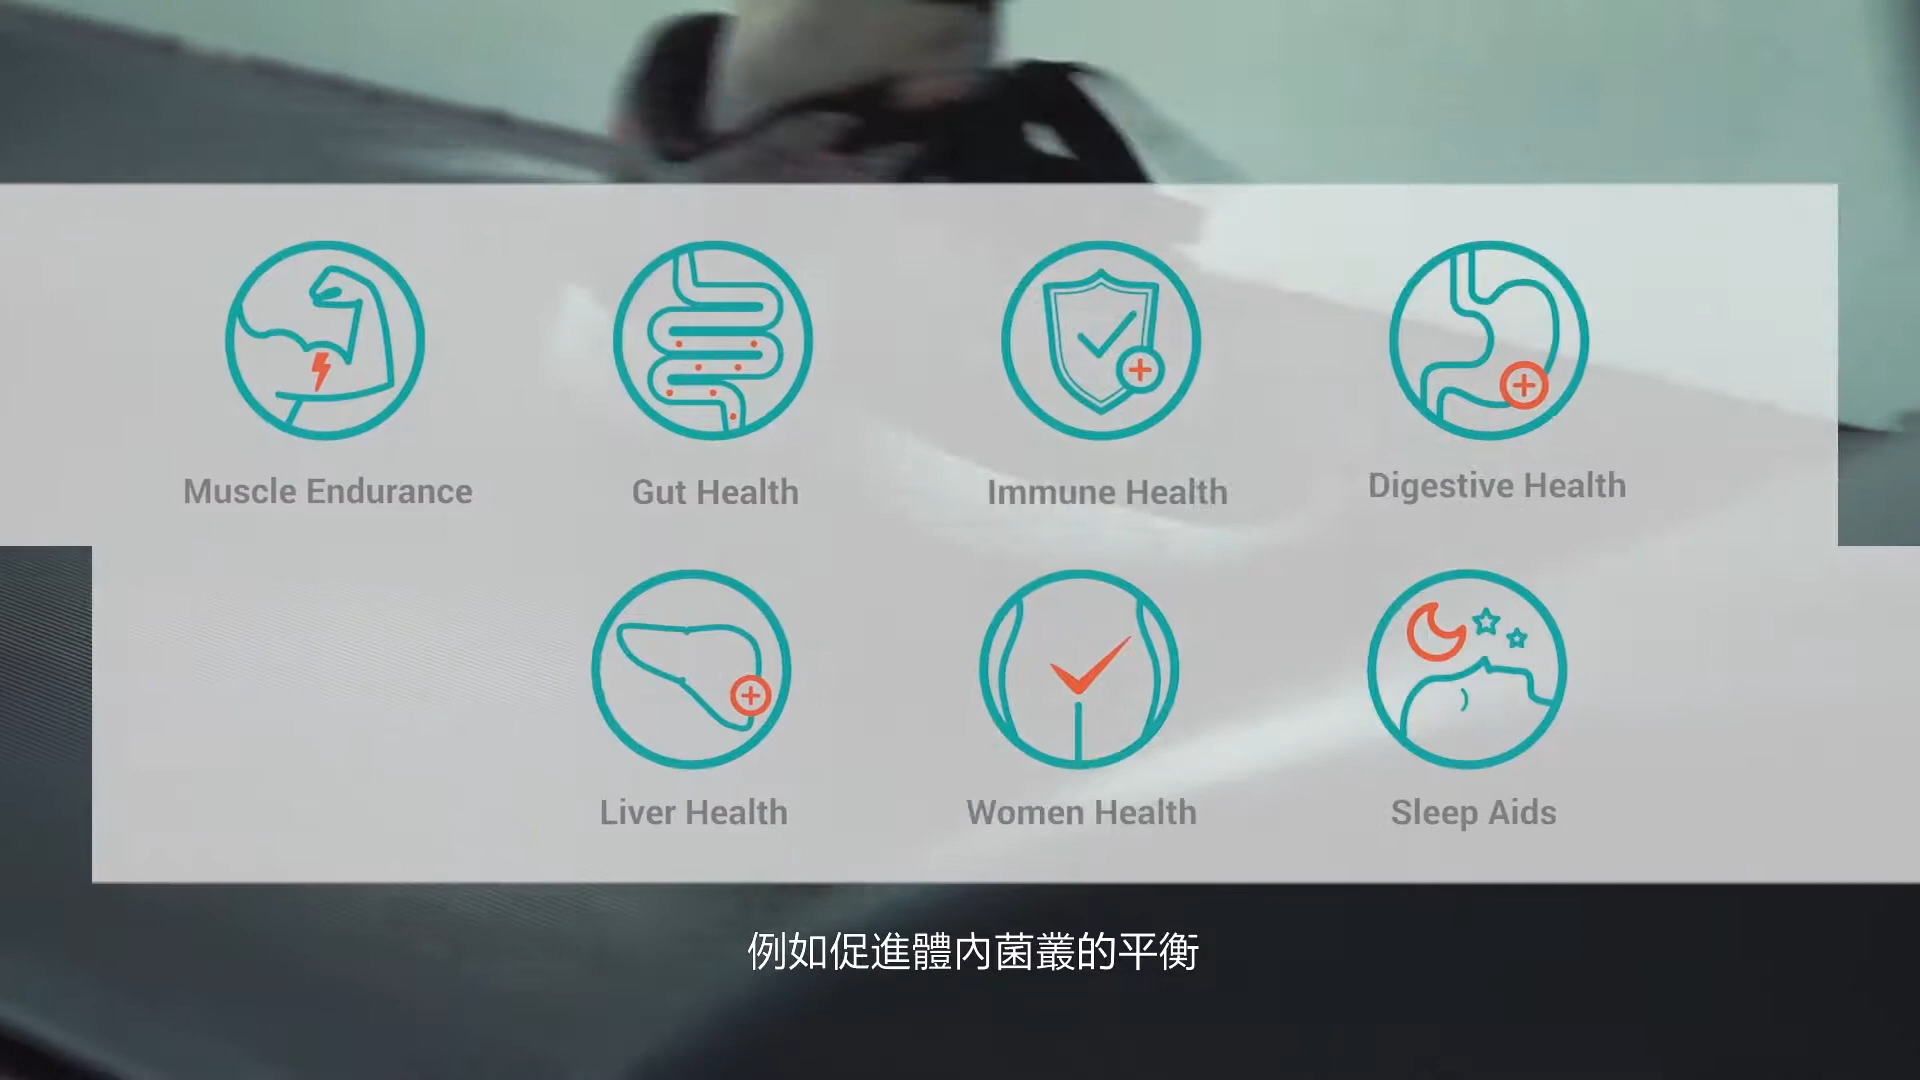 Muscle Endurance
Gut Health
Immune Health
Digestive Health
Liver Health
Women Health
Sleep Aids
例如促進體內菌叢的平衡